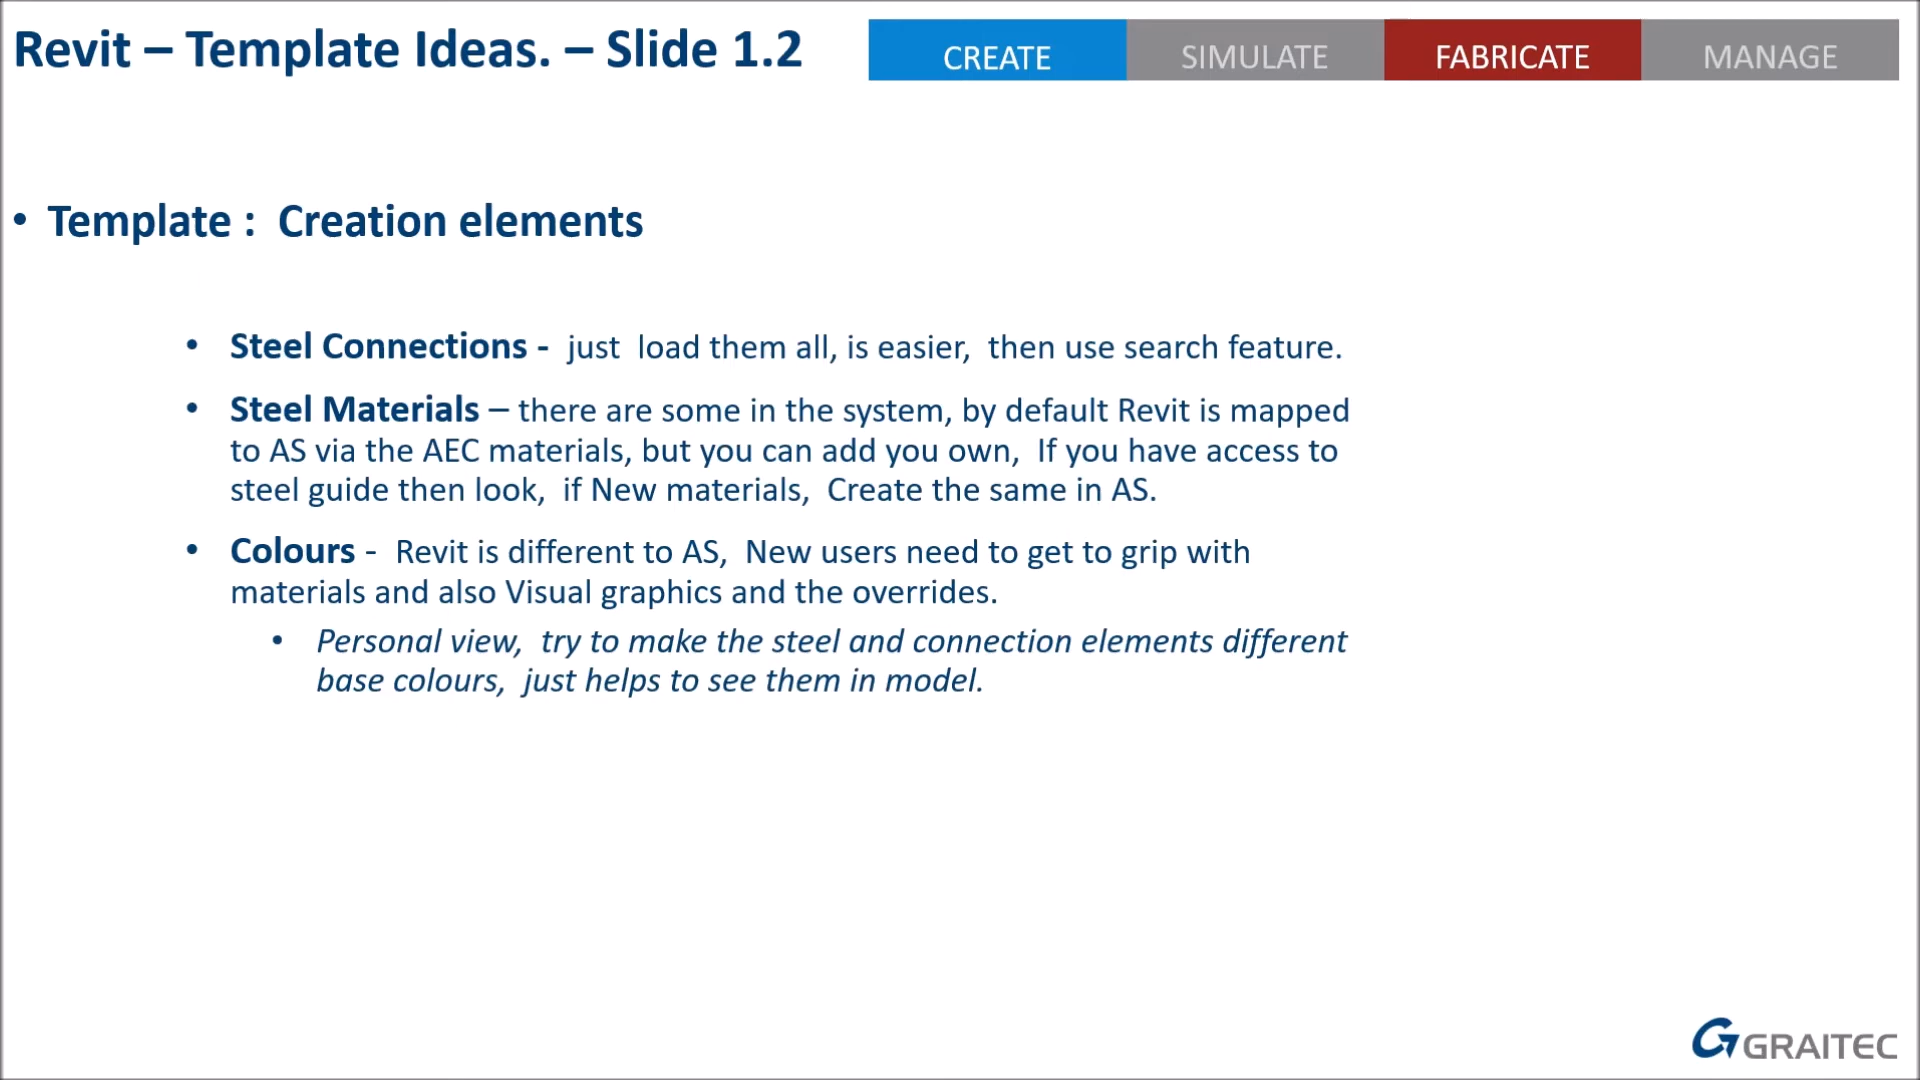 Revit – Template Ideas. – Slide 1.2
CREATE
SIMULATE
FABRICATE
MANAGE
• Template : Creation elements
• Steel Connections - just load them all, is easier, then use search feature.
• Steel Materials – there are some in the system, by default Revit is mapped
to AS via the AEC materials, but you can add you own, If you have access to
steel guide then look, if New materials, Create the same in AS.
• Colours - Revit is different to AS, New users need to get to grip with
materials and also Visual graphics and the overrides.
• Personal view, try to make the steel and connection elements different
base colours, just helps to see them in model.
GRAITEC